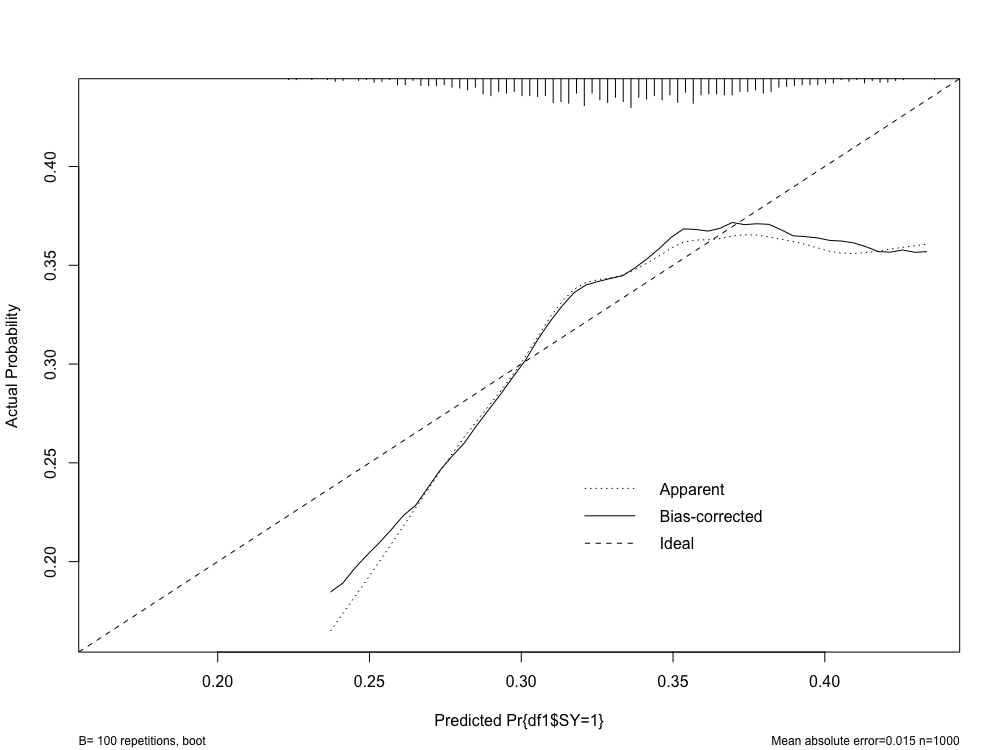 Actual Probability
0.40
0.35
0.30
0.25
0.20
Apparent
Bias-corrected
Ideal
0.20 0.25 0.30 0.35 0.40
Predicted Pr{df1$SY=1}
B= 100 repetitions, boot
Mean absolute error=0.015 n=1000